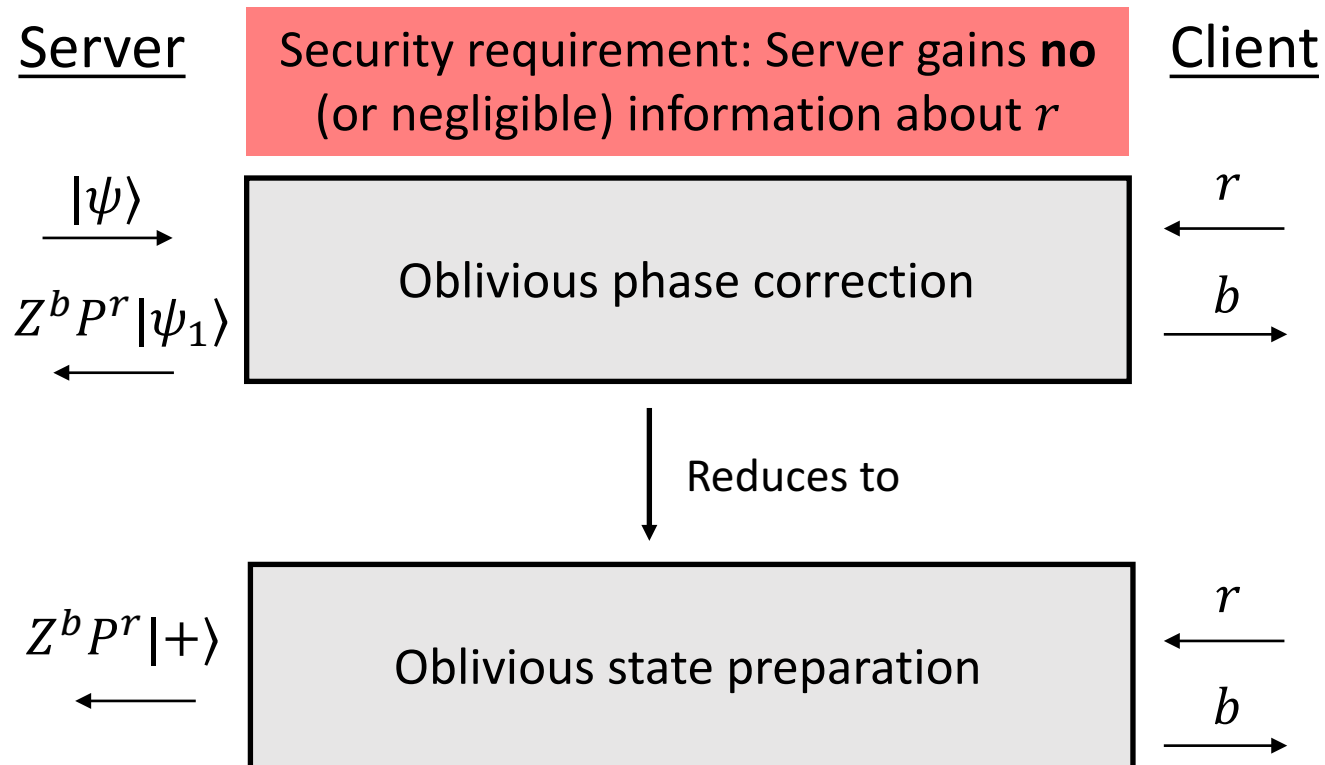 Server
Security requirement: Server gains no
(or negligible) information about r
Client
|ψ⟩
r
Oblivious phase correction
Z^b P^r |ψ₁⟩
b
Reduces to
Z^b P^r |+⟩
r
Oblivious state preparation
b